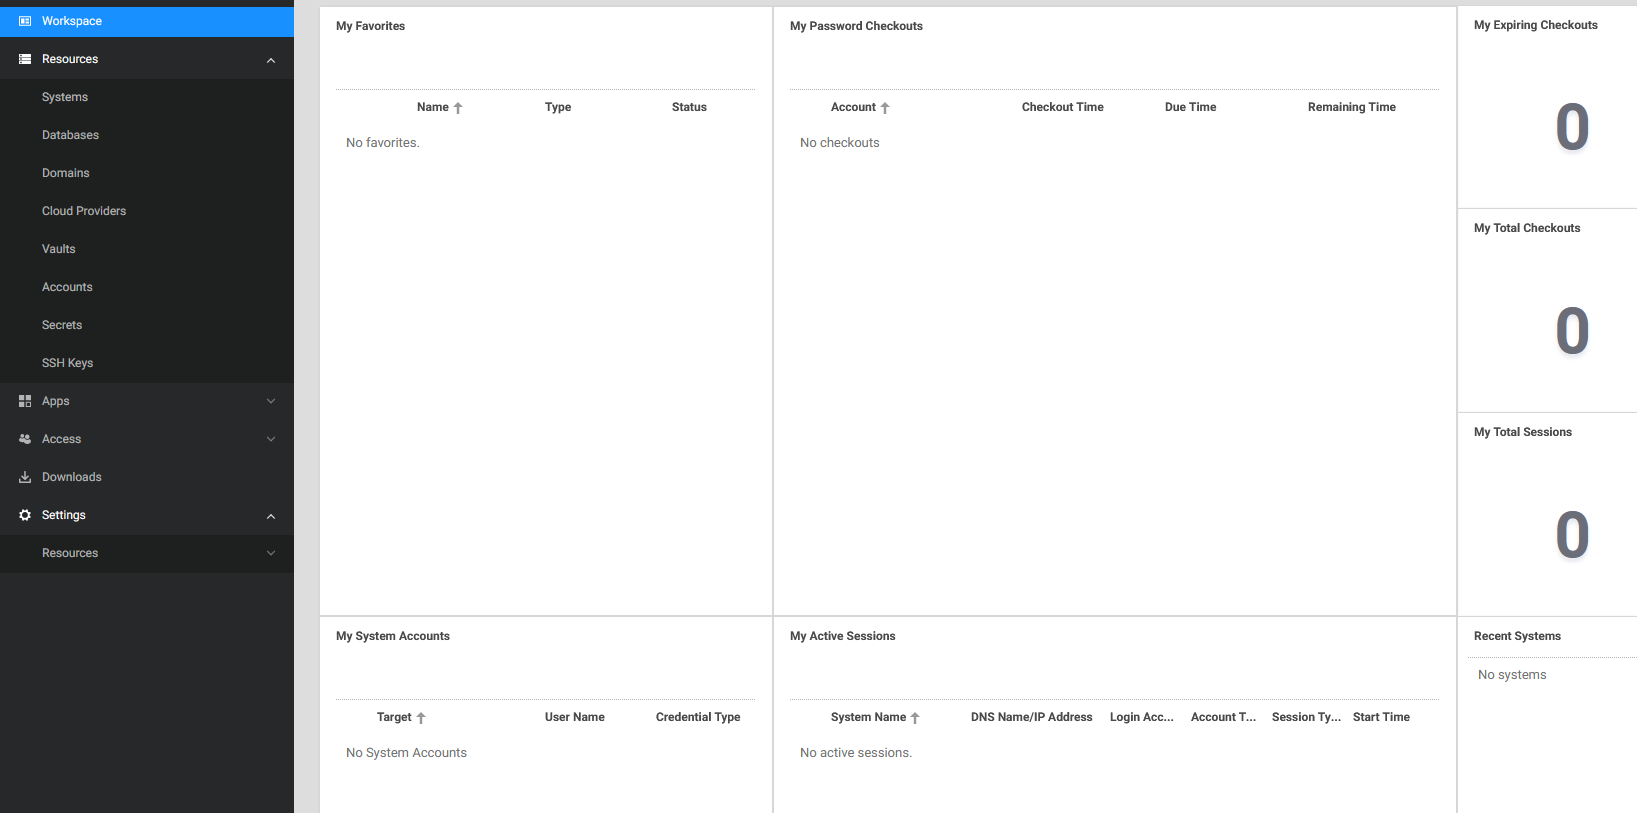 Workspace
Resources
Systems
Databases
Domains
Cloud Providers
Vaults
Accounts
Secrets
SSH Keys
Apps
Access
Downloads
Settings
Resources
My Favorites
Name Type Status
No favorites.
My Password Checkouts
Account Checkout Time Due Time Remaining Time
No checkouts
My Expiring Checkouts
0
My Total Checkouts
0
My Total Sessions
0
My System Accounts
Target User Name Credential Type
No System Accounts
My Active Sessions
System Name DNS Name/IP Address Login Acc... Account T... Session Ty... Start Time
No active sessions.
Recent Systems
No systems